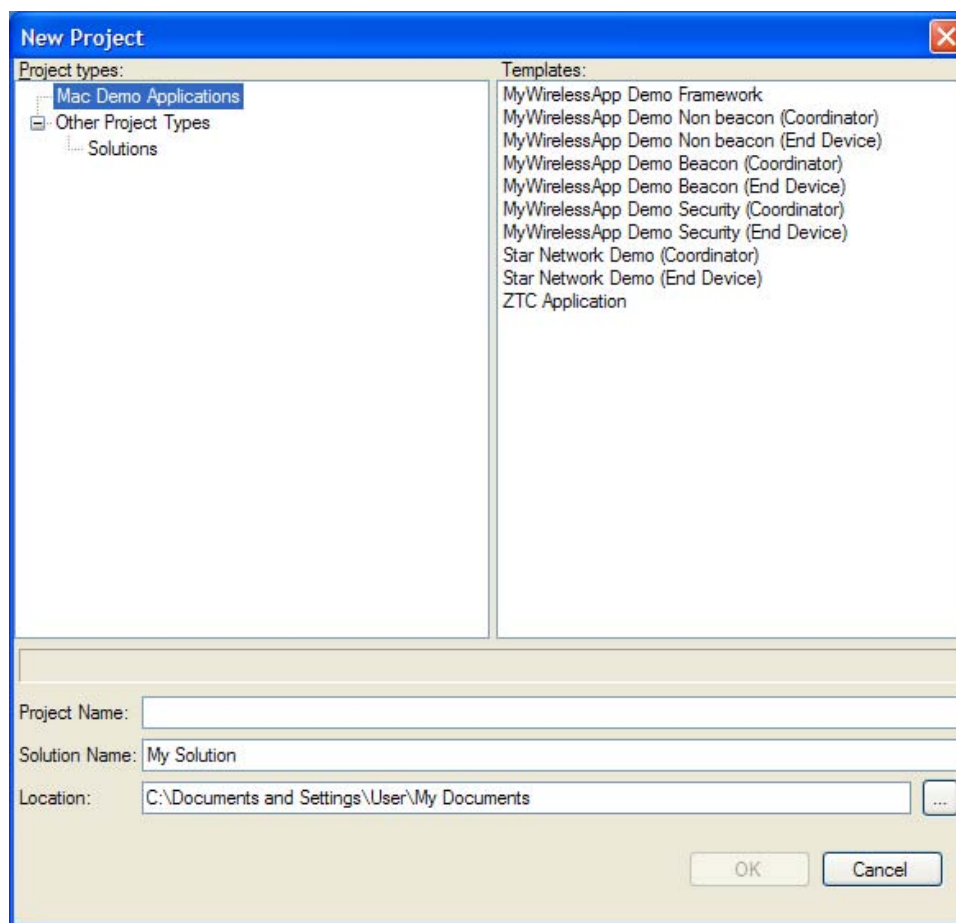 New Project
Project types:
Mac Demo Applications
Other Project Types
Solutions
Templates:
MyWirelessApp Demo Framework
MyWirelessApp Demo Non beacon (Coordinator)
MyWirelessApp Demo Non beacon (End Device)
MyWirelessApp Demo Beacon (Coordinator)
MyWirelessApp Demo Beacon (End Device)
MyWirelessApp Demo Security (Coordinator)
MyWirelessApp Demo Security (End Device)
Star Network Demo (Coordinator)
Star Network Demo (End Device)
ZTC Application
Project Name:
Solution Name: My Solution
Location: C:\Documents and Settings\User\My Documents ...
OK Cancel